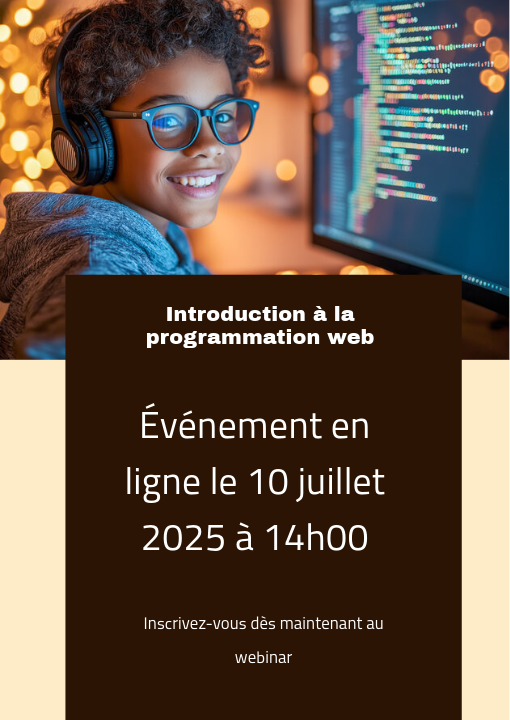 Introduction à la
programmation web
Événement en
ligne le 10 juillet
2025 à 14h00
Inscrivez-vous dès maintenant au
webinar